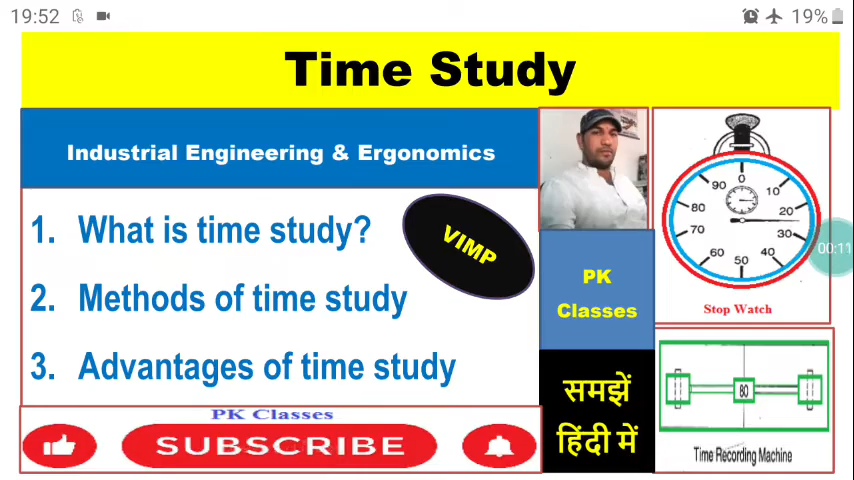 19:52
19%
Time Study
Industrial Engineering & Ergonomics
1. What is time study?
VIMP
2. Methods of time study
3. Advantages of time study
PK Classes
SUBSCRIBE
PK
Classes
समझें
हिंदी में
0
10
20
30
40
50
60
70
80
90
00:11
Stop Watch
80
Time Recording Machine